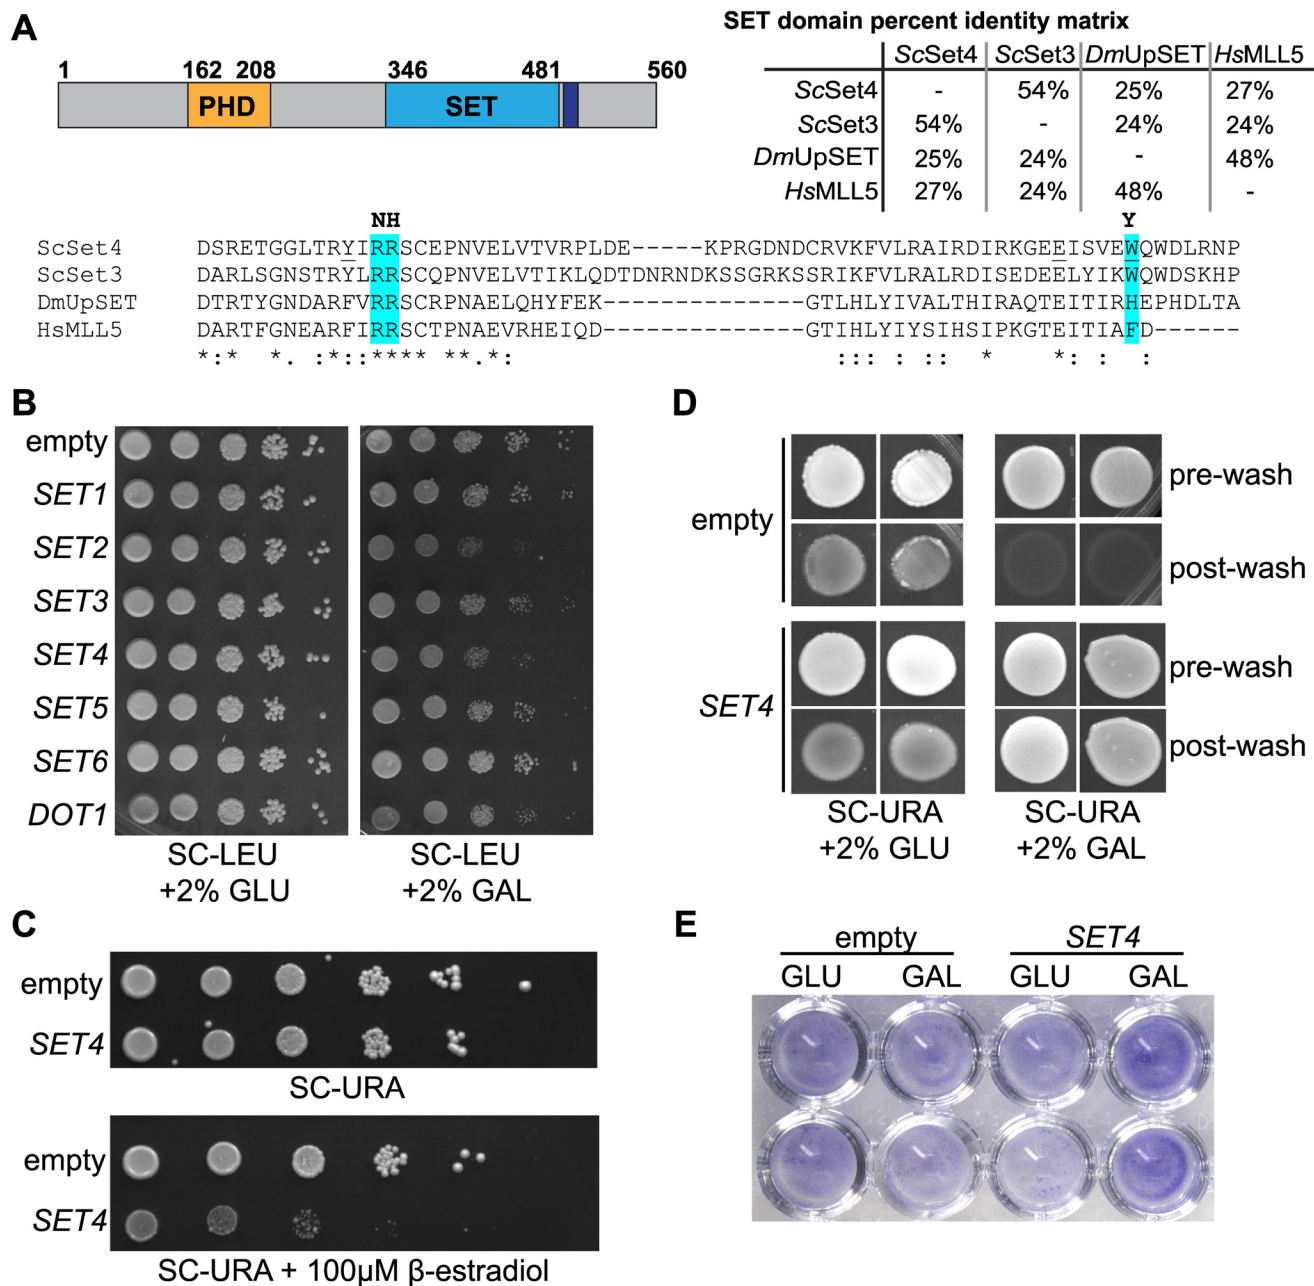 A
1 162 208 346 481 560
PHD SET
SET domain percent identity matrix
ScSet4 ScSet3 DmUpSET HsMLL5
ScSet4 - 54% 25% 27%
ScSet3 54% - 24% 24%
DmUpSET 25% 24% - 48%
HsMLL5 27% 24% 48% -
NH Y
ScSet4 DSRETGGLTRYIRRSCEPNVELVTVRPLDE-----KPRGDNDCRVKFVLRAIRDIRKGEEISVEWQWDLRNP
ScSet3 DARLSGNSTRYLRRSCQPNVELVTIKLQDTDNRNDKSSGRKSSRIKFVLRATRDISEDEELYIKWQWDSKHP
DmUpSET DTRTYGNDARFVRRSCRPNAELQHYFEK---------------GTLHLYIVALTHIRAQTEITIRHEPHDLTA
HsMLL5 DARTFGNEARFIRRSCTPNAEVRHEIQD---------------GTIHLYIYSIHSIPKGTEITIAFD------
*:* *. :*::**** **.*: :: : :: * *: : :
B
empty
SET1
SET2
SET3
SET4
SET5
SET6
DOT1
SC-LEU
+2% GLU
SC-LEU
+2% GAL
C
empty
SET4
SC-URA
empty
SET4
SC-URA + 100µM β-estradiol
D
empty
pre-wash
post-wash
SET4
pre-wash
post-wash
SC-URA
+2% GLU
SC-URA
+2% GAL
E
empty SET4
GLU GAL GLU GAL